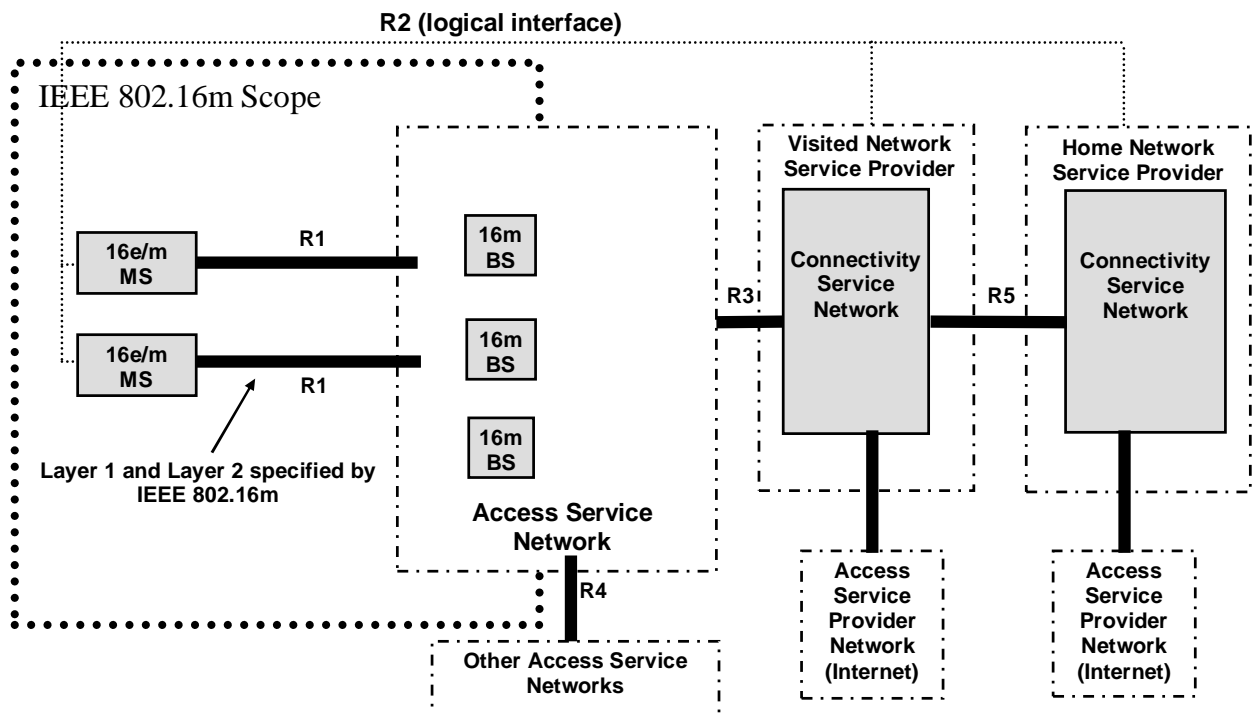 R2 (logical interface)
IEEE 802.16m Scope
Visited Network
Service Provider
Home Network
Service Provider
16e/m
MS
R1
16m
BS
Connectivity
Service
Network
Connectivity
Service
Network
R3
R5
16e/m
MS
R1
16m
BS
16m
BS
Layer 1 and Layer 2 specified by
IEEE 802.16m
Access Service
Network
R4
Access
Service
Provider
Network
(Internet)
Access
Service
Provider
Network
(Internet)
Other Access Service
Networks